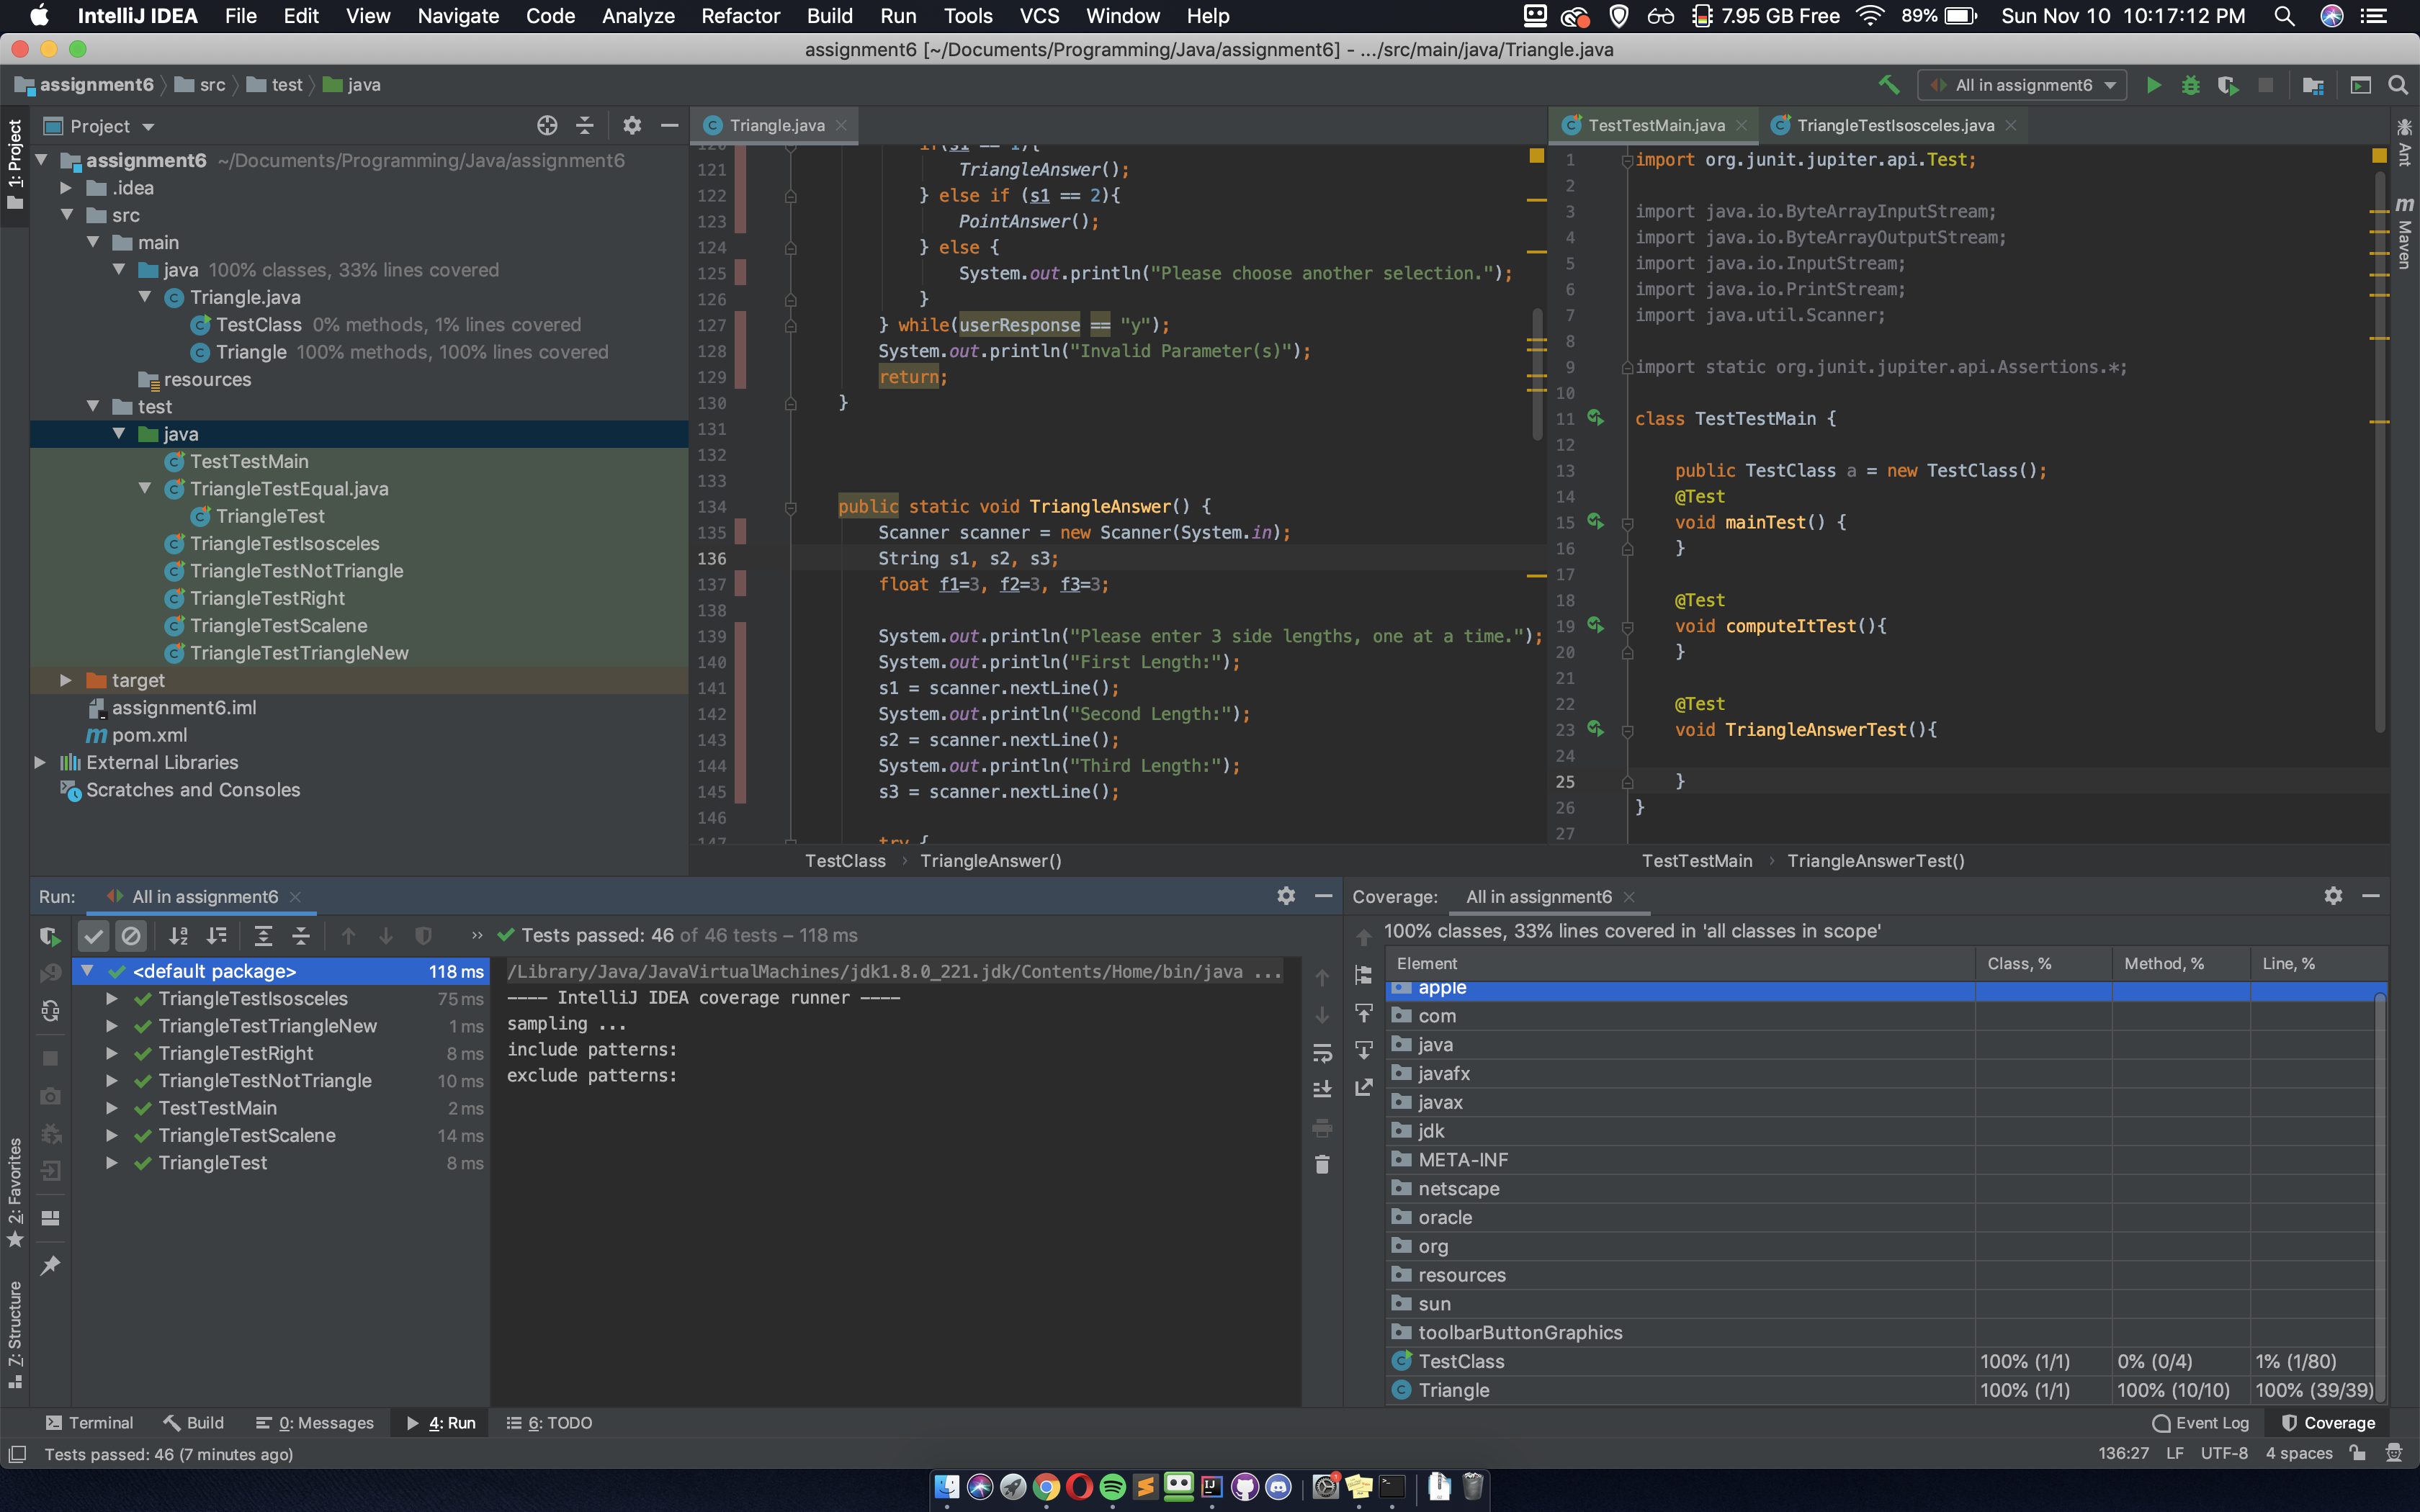 IntelliJ IDEA File Edit View Navigate Code Analyze Refactor Build Run Tools VCS Window Help 7.95 GB Free 89% Sun Nov 10 10:17:12 PM
assignment6 [~/Documents/Programming/Java/assignment6] - .../src/main/java/Triangle.java
assignment6 src test java All in assignment6
1: Project
Project
assignment6 ~/Documents/Programming/Java/assignment6
.idea
src
main
java 100% classes, 33% lines covered
Triangle.java
TestClass 0% methods, 1% lines covered
Triangle 100% methods, 100% lines covered
resources
test
java
TestTestMain
TriangleTestEqual.java
TriangleTest
TriangleTestIsosceles
TriangleTestNotTriangle
TriangleTestRight
TriangleTestScalene
TriangleTestTriangleNew
target
assignment6.iml
pom.xml
External Libraries
Scratches and Consoles
Triangle.java
120 if(s1 == 1){
121 TriangleAnswer();
122 } else if (s1 == 2){
123 PointAnswer();
124 } else {
125 System.out.println("Please choose another selection.");
126 }
127 } while(userResponse == "y");
128 System.out.println("Invalid Parameter(s)");
129 return;
130 }
131
132
133
134 public static void TriangleAnswer() {
135 Scanner scanner = new Scanner(System.in);
136 String s1, s2, s3;
137 float f1=3, f2=3, f3=3;
138
139 System.out.println("Please enter 3 side lengths, one at a time.");
140 System.out.println("First Length:");
141 s1 = scanner.nextLine();
142 System.out.println("Second Length:");
143 s2 = scanner.nextLine();
144 System.out.println("Third Length:");
145 s3 = scanner.nextLine();
146
147 try {
TestClass › TriangleAnswer()
TestTestMain.java TriangleTestIsosceles.java
1 import org.junit.jupiter.api.Test;
2
3 import java.io.ByteArrayInputStream;
4 import java.io.ByteArrayOutputStream;
5 import java.io.InputStream;
6 import java.io.PrintStream;
7 import java.util.Scanner;
8
9 import static org.junit.jupiter.api.Assertions.*;
10
11 class TestTestMain {
12
13 public TestClass a = new TestClass();
14 @Test
15 void mainTest() {
16 }
17
18 @Test
19 void computeItTest(){
20 }
21
22 @Test
23 void TriangleAnswerTest(){
24
25 }
26 }
27
TestTestMain › TriangleAnswerTest()
Ant
m Maven
Run: All in assignment6
» Tests passed: 46 of 46 tests – 118 ms
<default package> 118 ms
TriangleTestIsosceles 75 ms
TriangleTestTriangleNew 1 ms
TriangleTestRight 8 ms
TriangleTestNotTriangle 10 ms
TestTestMain 2 ms
TriangleTestScalene 14 ms
TriangleTest 8 ms
/Library/Java/JavaVirtualMachines/jdk1.8.0_221.jdk/Contents/Home/bin/java ...
---- IntelliJ IDEA coverage runner ----
sampling ...
include patterns:
exclude patterns:
Coverage: All in assignment6
100% classes, 33% lines covered in 'all classes in scope'
Element Class, % Method, % Line, %
apple
com
java
javafx
javax
jdk
META-INF
netscape
oracle
org
resources
sun
toolbarButtonGraphics
TestClass 100% (1/1) 0% (0/4) 1% (1/80)
Triangle 100% (1/1) 100% (10/10) 100% (39/39)
2: Favorites
7: Structure
Terminal Build 0: Messages 4: Run 6: TODO Event Log Coverage
Tests passed: 46 (7 minutes ago) 136:27 LF UTF-8 4 spaces